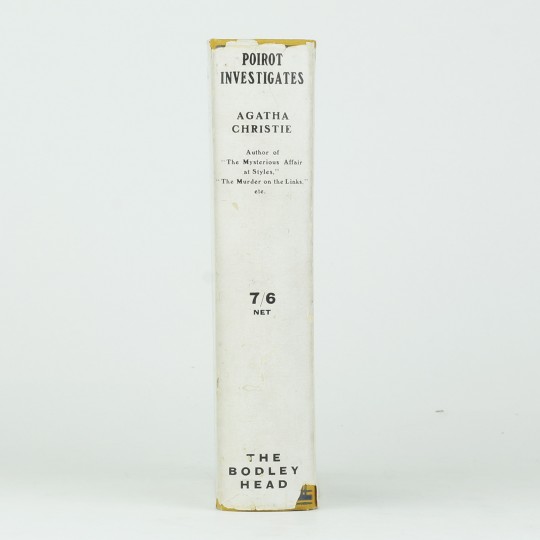 POIROT
INVESTIGATES
AGATHA
CHRISTIE
Author of
"The Mysterious Affair
at Styles,"
"The Murder on the Links,"
etc.
7/6
NET
THE
BODLEY
HEAD